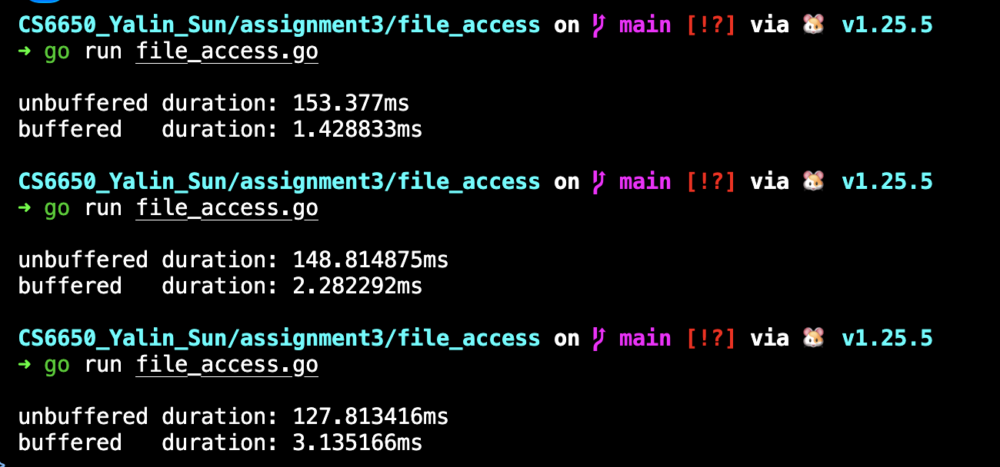 CS6650_Yalin_Sun/assignment3/file_access on main [!?] via 🐹 v1.25.5
➜ go run file_access.go
unbuffered duration: 153.377ms
buffered   duration: 1.428833ms
CS6650_Yalin_Sun/assignment3/file_access on main [!?] via 🐹 v1.25.5
➜ go run file_access.go
unbuffered duration: 148.814875ms
buffered   duration: 2.282292ms
CS6650_Yalin_Sun/assignment3/file_access on main [!?] via 🐹 v1.25.5
➜ go run file_access.go
unbuffered duration: 127.813416ms
buffered   duration: 3.135166ms